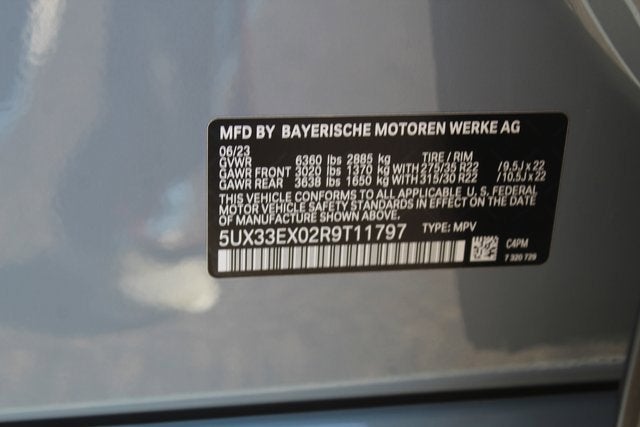 MFD BY BAYERISCHE MOTOREN WERKE AG
06/23
GVWR 6360 lbs 2885 kg TIRE / RIM
GAWR FRONT 3020 lbs 1370 kg WITH 275/35 R22 / 9.5J x 22
GAWR REAR 3638 lbs 1650 kg WITH 315/30 R22 / 10.5J x 22
THIS VEHICLE CONFORMS TO ALL APPLICABLE U. S. FEDERAL
MOTOR VEHICLE SAFETY STANDARDS IN EFFECT ON THE DATE
OF MANUFACTURE SHOWN ABOVE.
5UX33EX02R9T11797 TYPE: MPV
C4PM
7 320 729